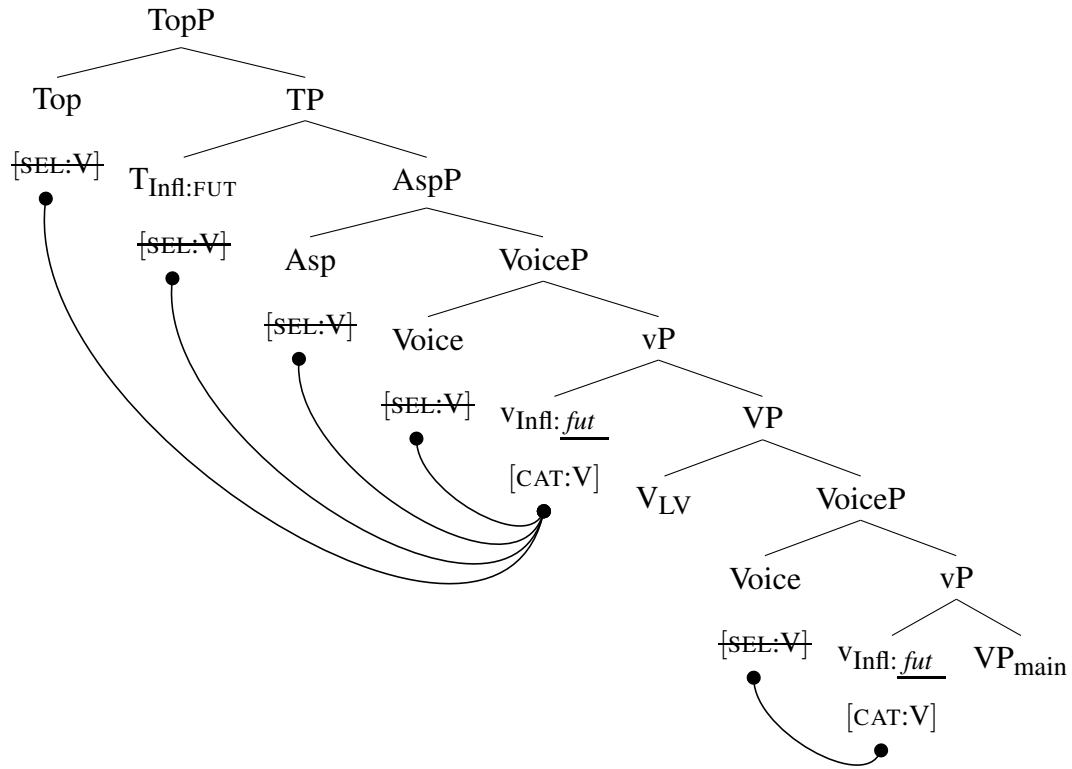 TopP
Top TP
[SEL:V] T_Infl:FUT AspP
[SEL:V] Asp VoiceP
[SEL:V] Voice vP
[SEL:V] v_Infl:fut VP
[CAT:V] V_LV VoiceP
Voice vP
[SEL:V] v_Infl:fut VP_main
[CAT:V]